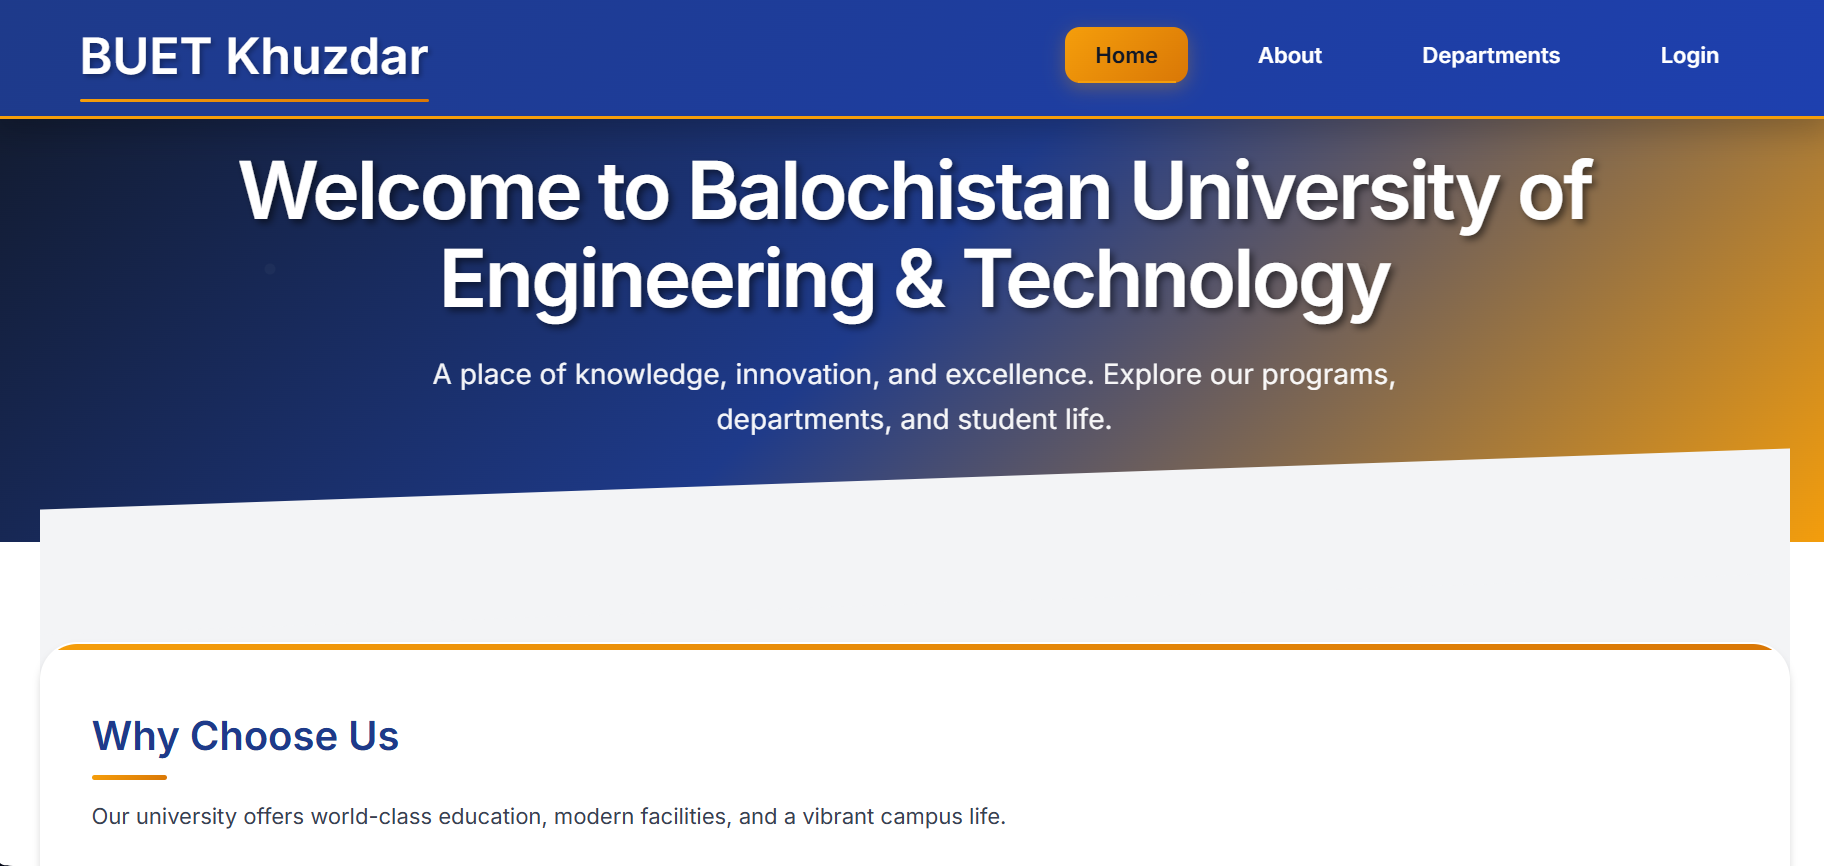 BUET Khuzdar
Home
About
Departments
Login
Welcome to Balochistan University of
Engineering & Technology
A place of knowledge, innovation, and excellence. Explore our programs,
departments, and student life.
Why Choose Us
Our university offers world-class education, modern facilities, and a vibrant campus life.